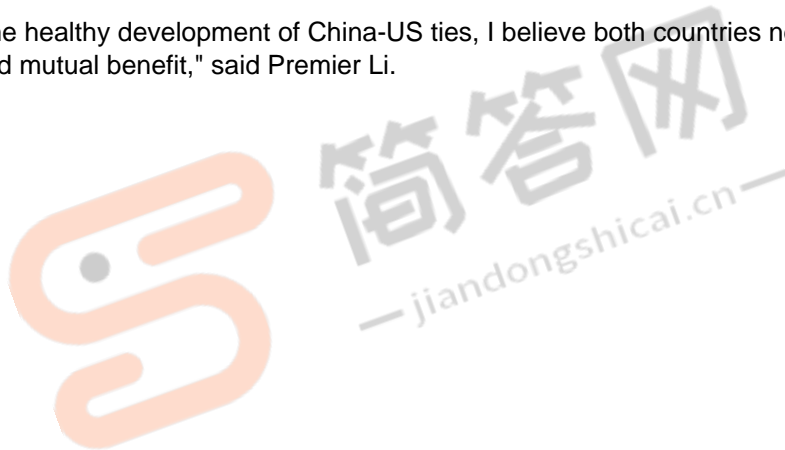 he healthy development of China-US ties, I believe both countries n
d mutual benefit," said Premier Li.
简答网
jiandongshicai.cn